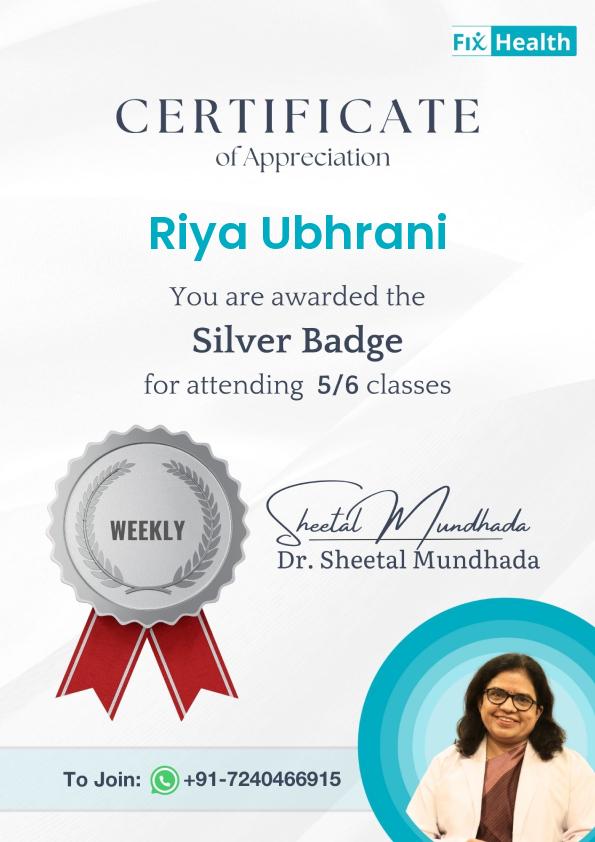 Fix Health
CERTIFICATE
of Appreciation
Riya Ubhrani
You are awarded the
Silver Badge
for attending 5/6 classes
WEEKLY
Sheetal Mundhada
Dr. Sheetal Mundhada
To Join: +91-7240466915